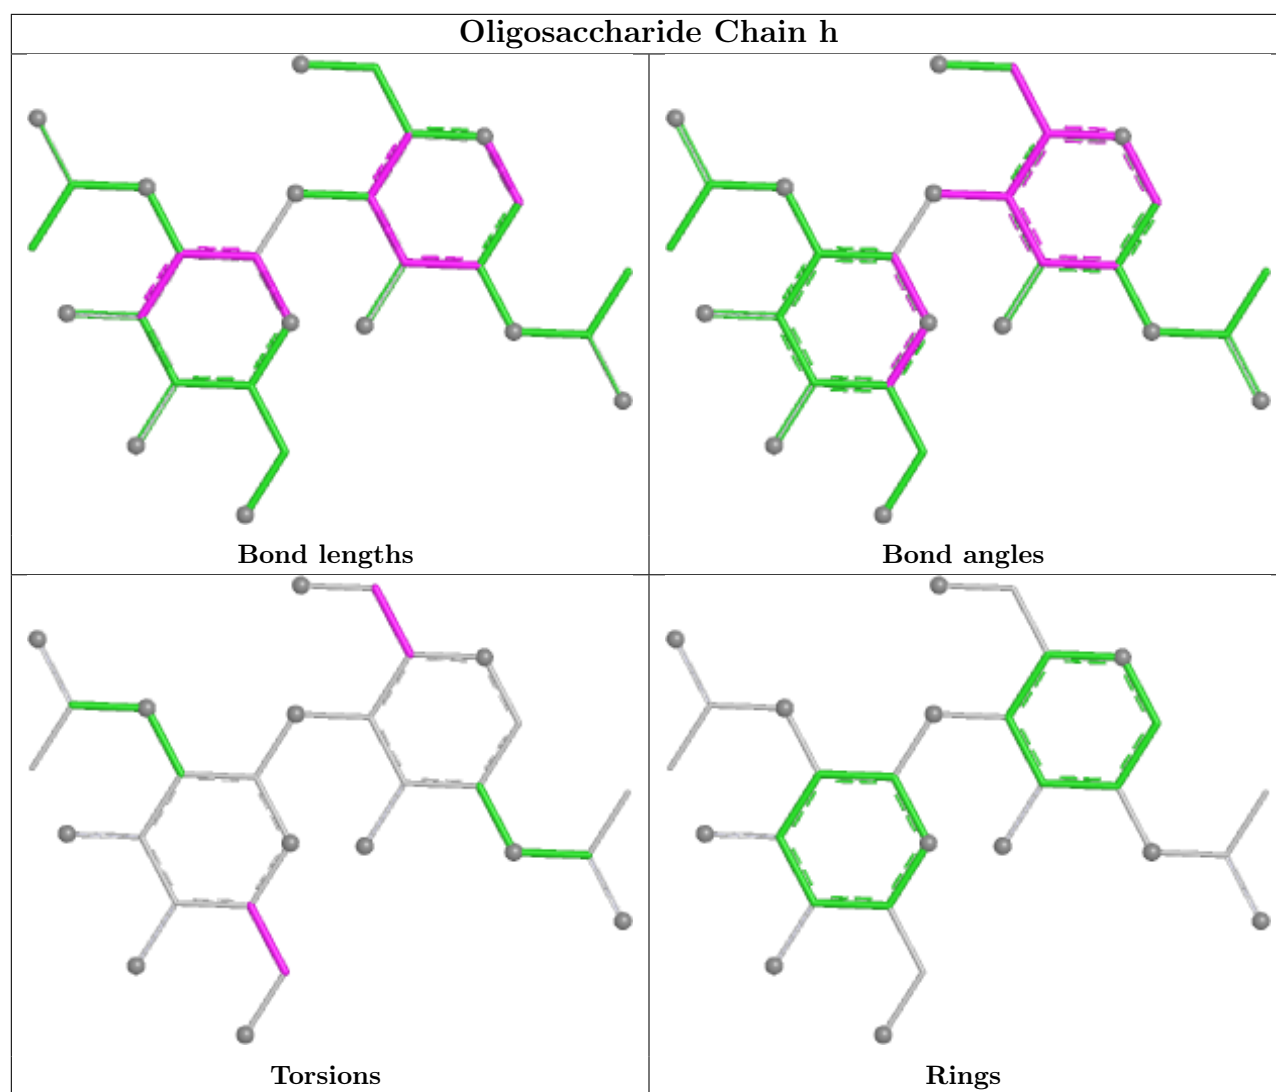 Oligosaccharide Chain h
Bond lengths
Bond angles
Torsions
Rings